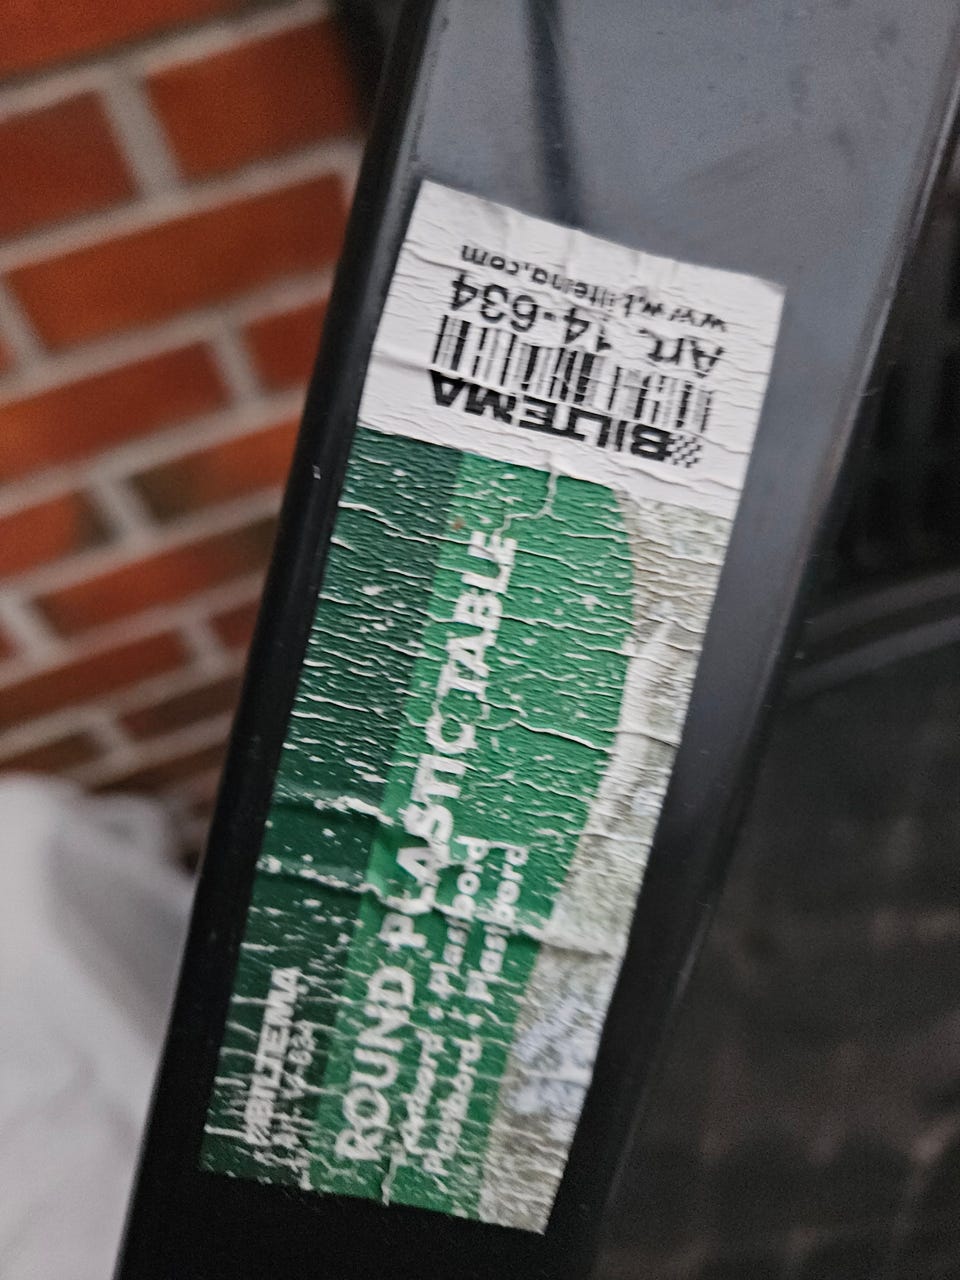 BILTEMA
Art. 14-634
www.biltema.com
BILTEMA
ROUND PLASTIC TABLE
Plastbord
Plastbord